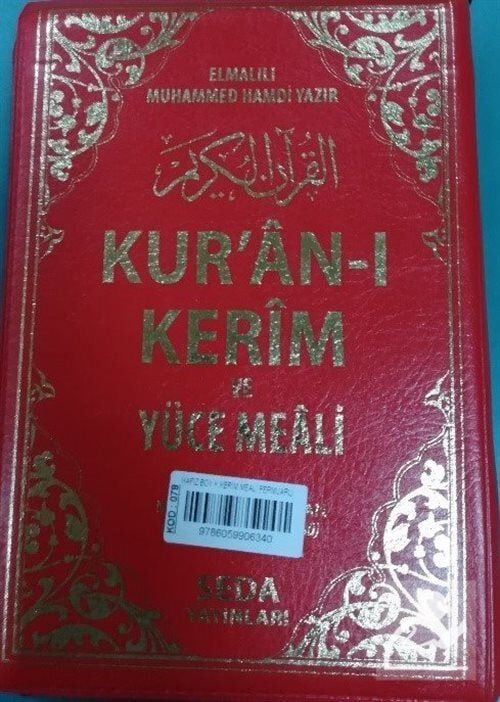 ELMALILI
MUHAMMED HAMDİ YAZIR
القرآن الكريم
KUR'ÂN-I
KERÎM
ve
YÜCE MEÂLİ
KOD : 078
9786059906340
SEDA
YAYINLARI